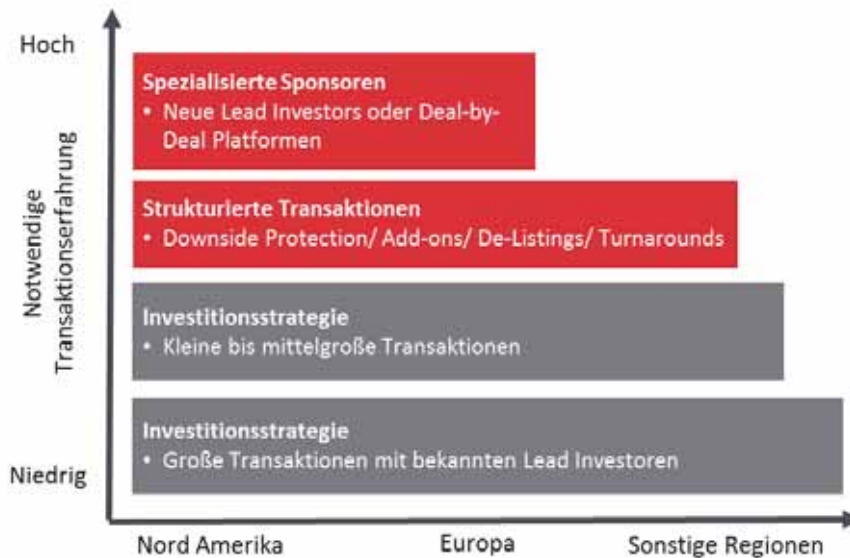 Hoch
Spezialisierte Sponsoren
• Neue Lead Investors oder Deal-by-
Deal Platformen
Notwendige
Transaktionserfahrung
Strukturierte Transaktionen
• Downside Protection/ Add-ons/ De-Listings/ Turnarounds
Investitionsstrategie
• Kleine bis mittelgroße Transaktionen
Investitionsstrategie
• Große Transaktionen mit bekannten Lead Investoren
Niedrig
Nord Amerika Europa Sonstige Regionen